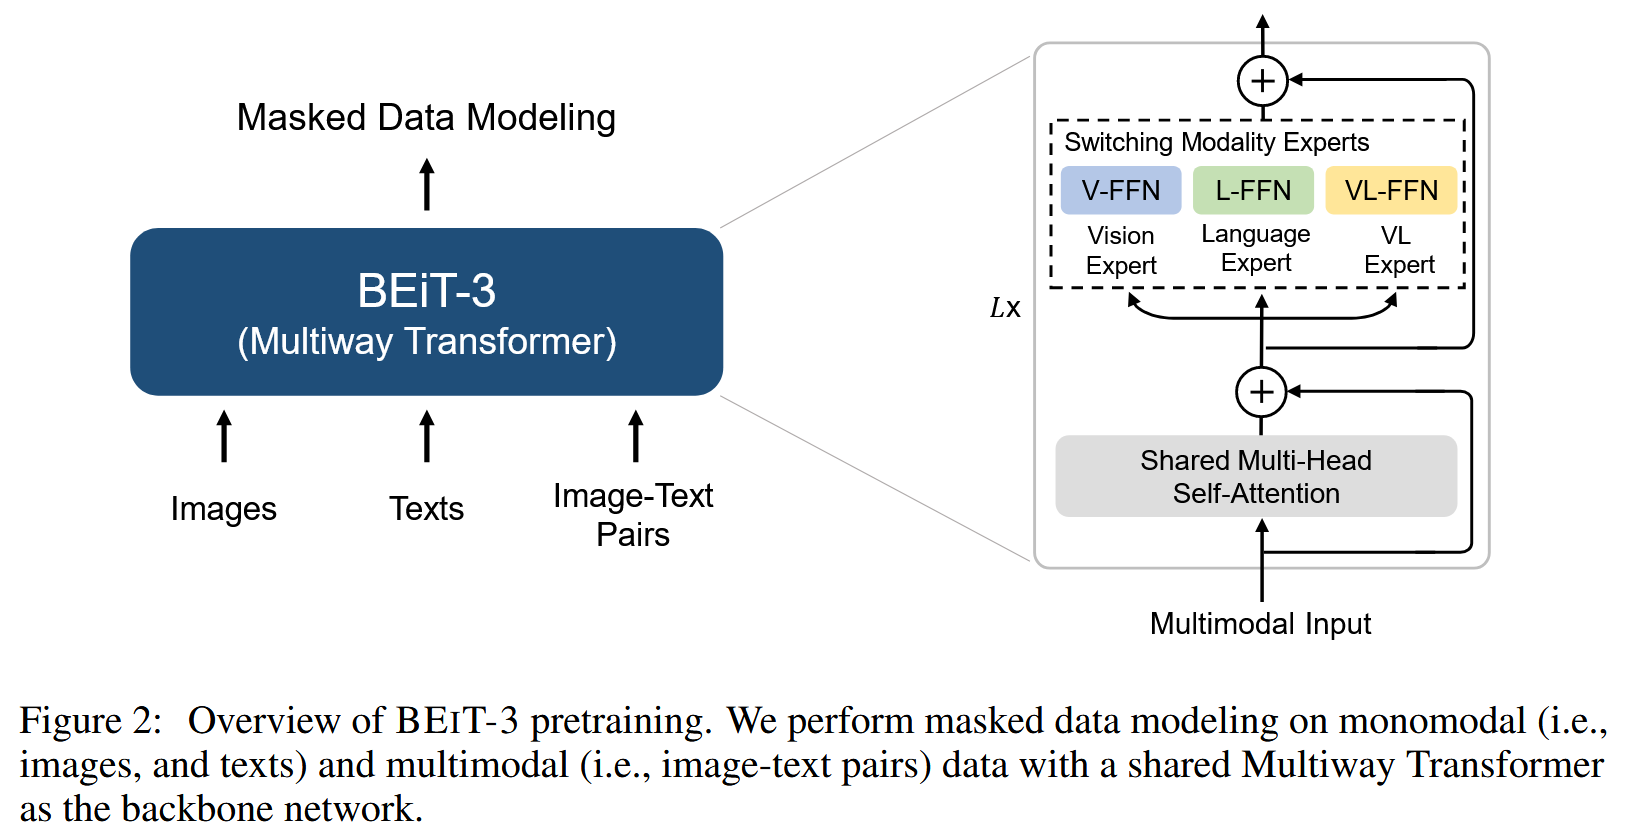 Masked Data Modeling
BEiT-3
(Multiway Transformer)
Images
Texts
Image-Text
Pairs
Lx
Switching Modality Experts
V-FFN
L-FFN
VL-FFN
Vision
Expert
Language
Expert
VL
Expert
Shared Multi-Head
Self-Attention
Multimodal Input
Figure 2: Overview of BEIT-3 pretraining. We perform masked data modeling on monomodal (i.e.,
images, and texts) and multimodal (i.e., image-text pairs) data with a shared Multiway Transformer
as the backbone network.